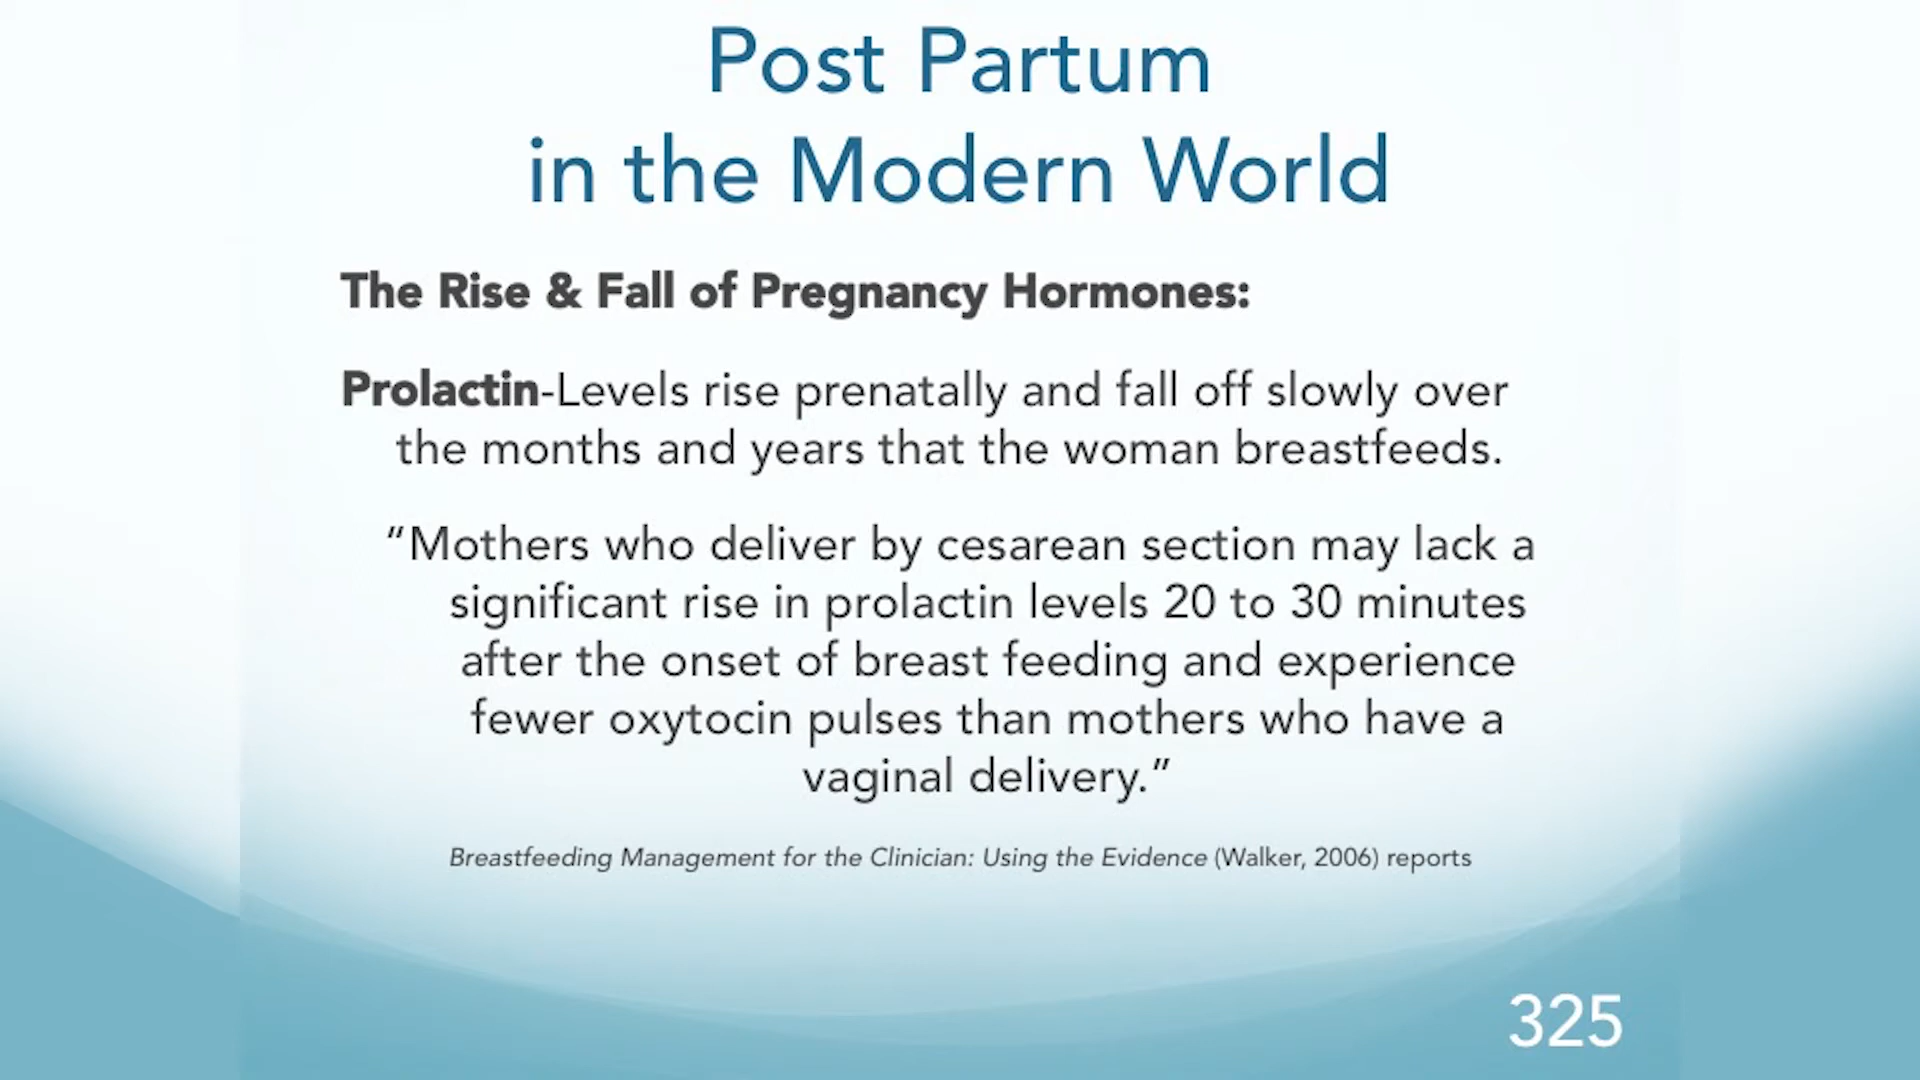 Post Partum
in the Modern World
The Rise & Fall of Pregnancy Hormones:
Prolactin-Levels rise prenatally and fall off slowly over
the months and years that the woman breastfeeds.
"Mothers who deliver by cesarean section may lack a
significant rise in prolactin levels 20 to 30 minutes
after the onset of breast feeding and experience
fewer oxytocin pulses than mothers who have a
vaginal delivery."
Breastfeeding Management for the Clinician: Using the Evidence (Walker, 2006) reports
325